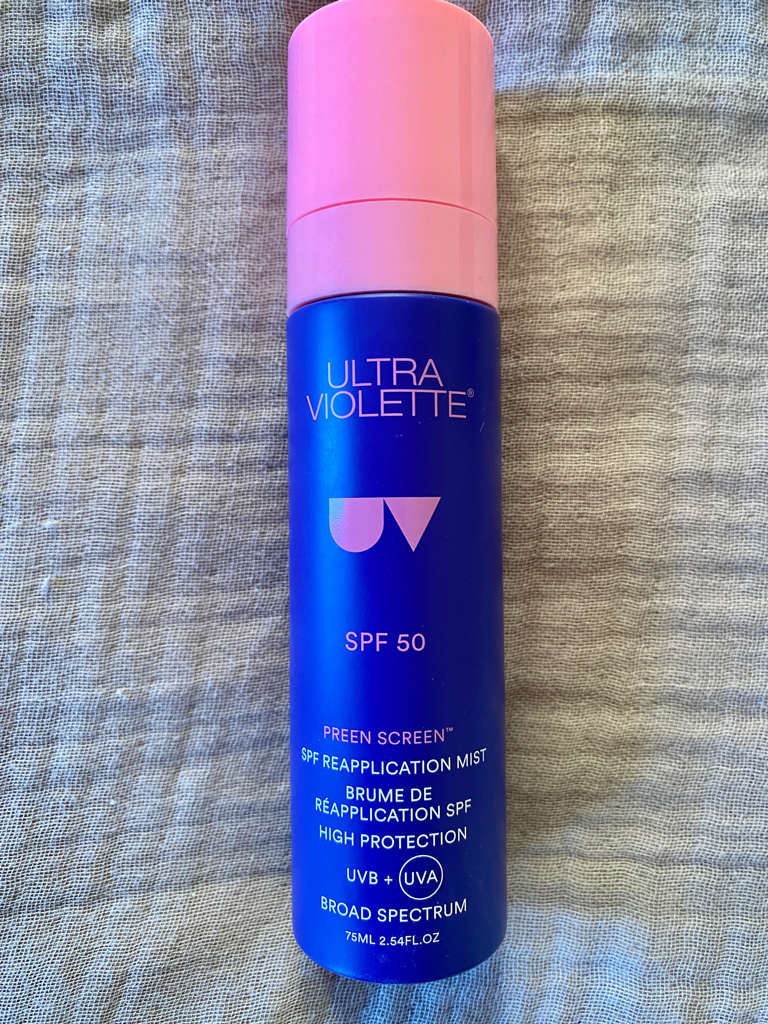 ULTRA
VIOLETTE®
UV
SPF 50
PREEN SCREEN™
SPF REAPPLICATION MIST
BRUME DE
RÉAPPLICATION SPF
HIGH PROTECTION
UVB + UVA
BROAD SPECTRUM
75ML 2.54FL.OZ